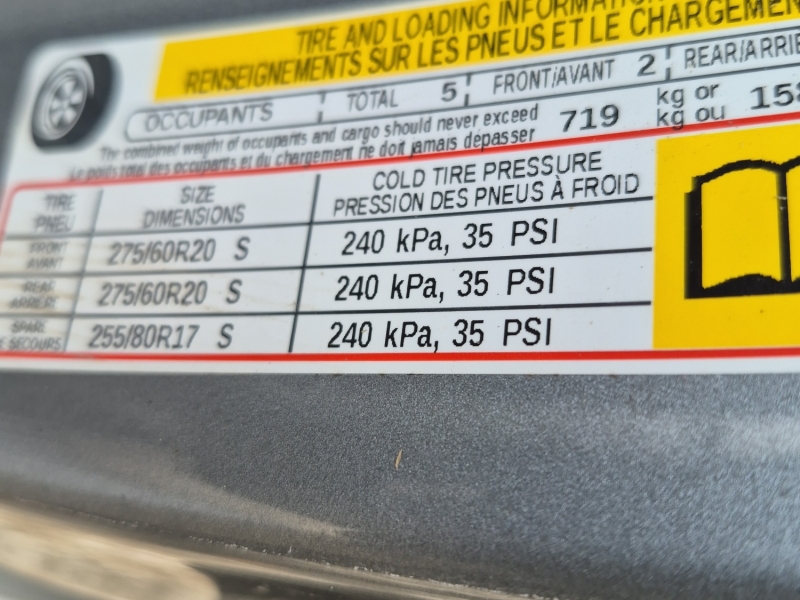 TIRE AND LOADING INFORMATION
RENSEIGNEMENTS SUR LES PNEUS ET LE CHARGEMEN
OCCUPANTS TOTAL 5 FRONT/AVANT 2 REAR/ARRIE
The combined weight of occupants and cargo should never exceed 719 kg or 158
Le poids total des occupants et du chargement ne doit jamais dépasser kg ou
TIRE SIZE COLD TIRE PRESSURE
PNEU DIMENSIONS PRESSION DES PNEUS À FROID
FRONT
AVANT 275/60R20 S 240 kPa, 35 PSI
REAR
ARRIÈRE 275/60R20 S 240 kPa, 35 PSI
SPARE
E SECOURS 255/80R17 S 240 kPa, 35 PSI